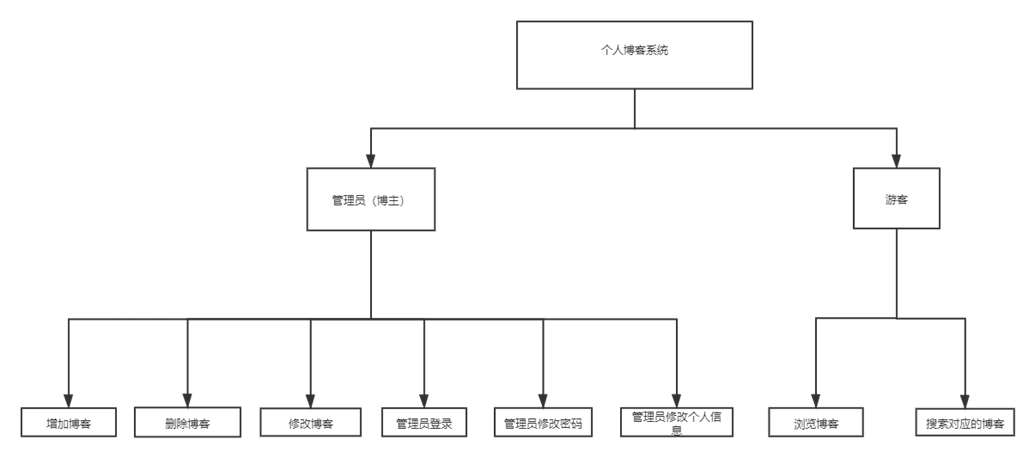 个人博客系统
管理员（博主）
游客
增加博客
删除博客
修改博客
管理员登录
管理员修改密码
管理员修改个人信
息
浏览博客
搜索对应的博客